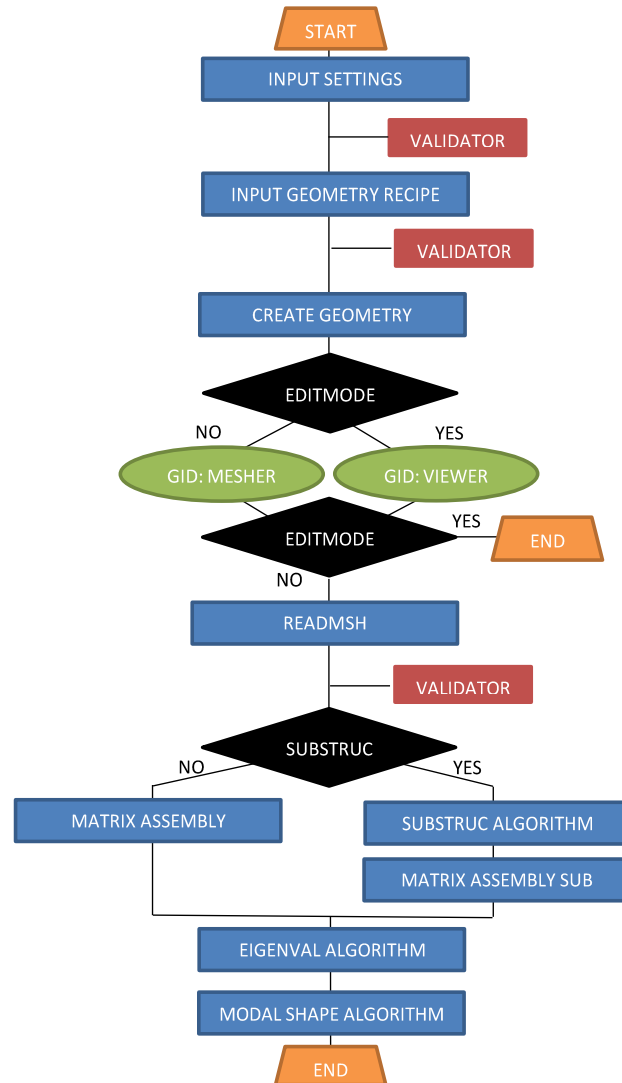 START
INPUT SETTINGS
VALIDATOR
INPUT GEOMETRY RECIPE
VALIDATOR
CREATE GEOMETRY
EDITMODE
NO
YES
GID: MESHER
GID: VIEWER
EDITMODE
YES
END
NO
READMSH
VALIDATOR
SUBSTRUC
NO
YES
MATRIX ASSEMBLY
SUBSTRUC ALGORITHM
MATRIX ASSEMBLY SUB
EIGENVAL ALGORITHM
MODAL SHAPE ALGORITHM
END